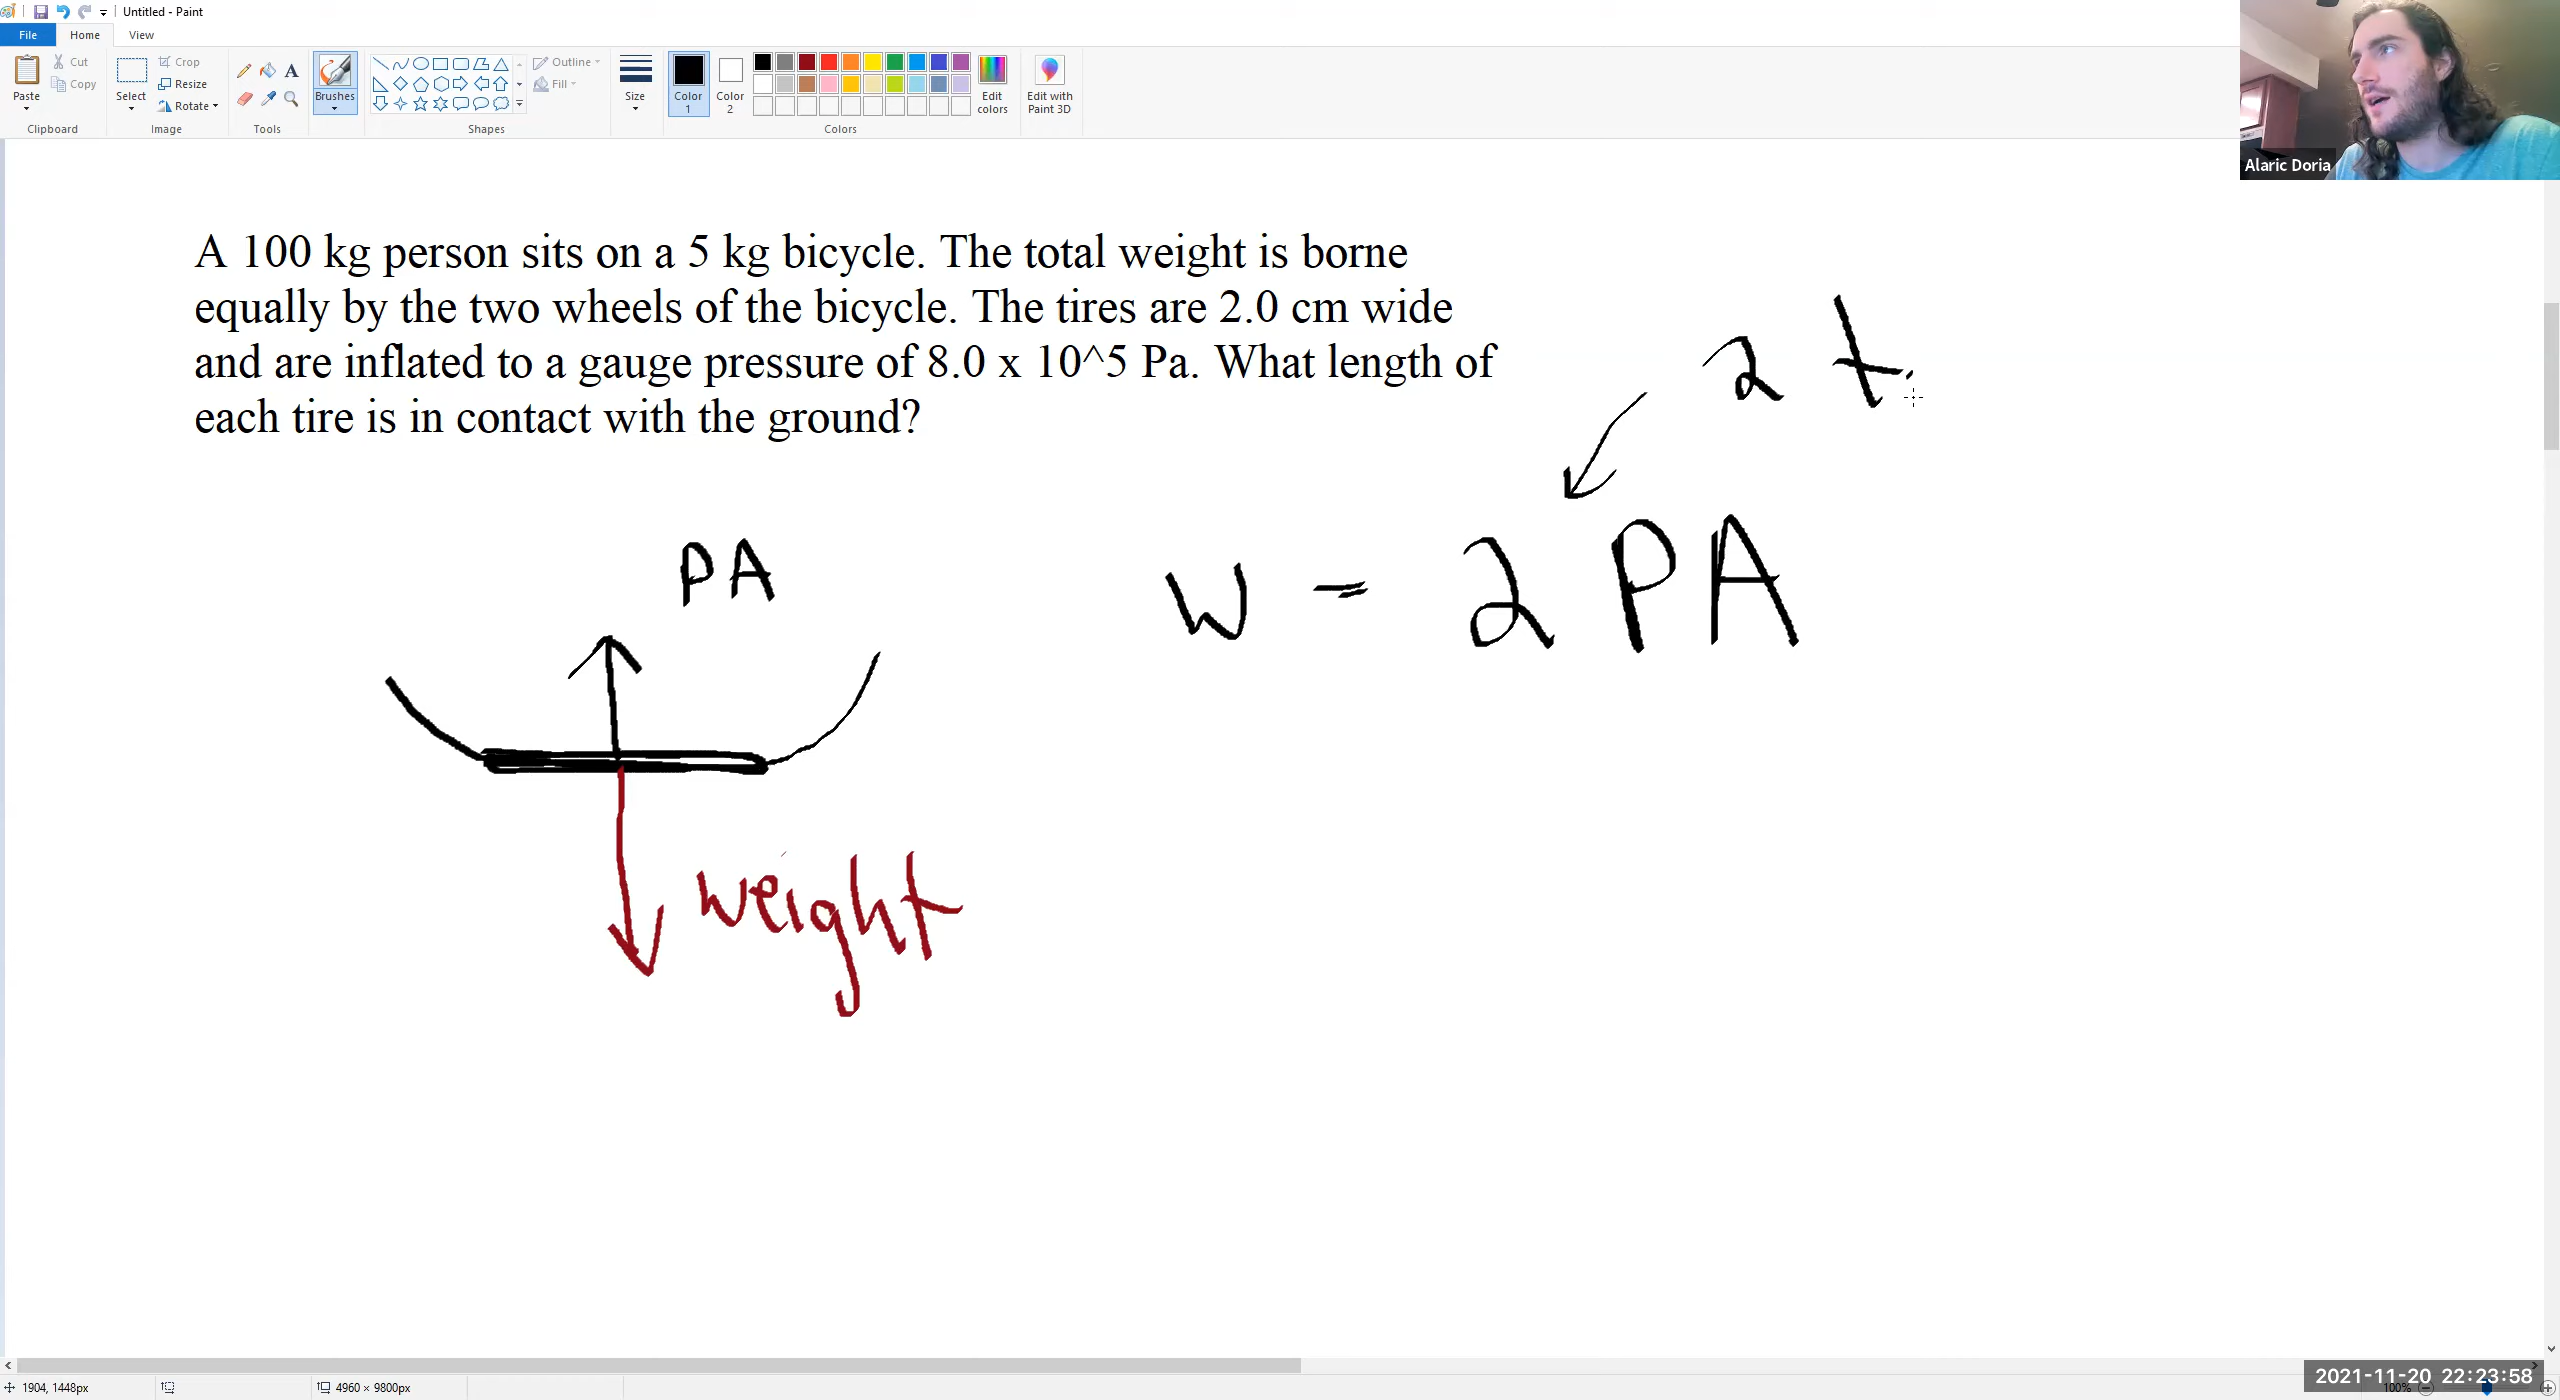 Untitled - Paint
File Home View
Paste Cut Copy Clipboard
Select Crop Resize Rotate Image
Tools
Brushes
Shapes Outline Fill
Size
Color 1 Color 2 Edit colors Colors
Edit with Paint 3D
Alaric Doria
A 100 kg person sits on a 5 kg bicycle. The total weight is borne
equally by the two wheels of the bicycle. The tires are 2.0 cm wide
and are inflated to a gauge pressure of 8.0 x 10^5 Pa. What length of
each tire is in contact with the ground?
2 t
PA
W = 2 PA
weight
1904, 1448px
4960 × 9800px
100%
2021-11-20 22:23:58